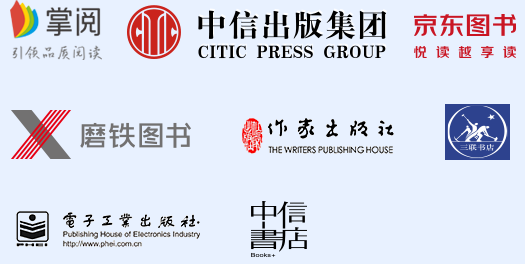 掌阅
引领品质阅读
CITIC
中信出版集团
CITIC PRESS GROUP
京东图书
悦读越享读
磨铁图书
作家出版社
THE WRITERS PUBLISHING HOUSE
三联书店
PHEI
電子工業出版社
Publishing House of Electronics Industry
http://www.phei.com.cn
中信
書店
Books+